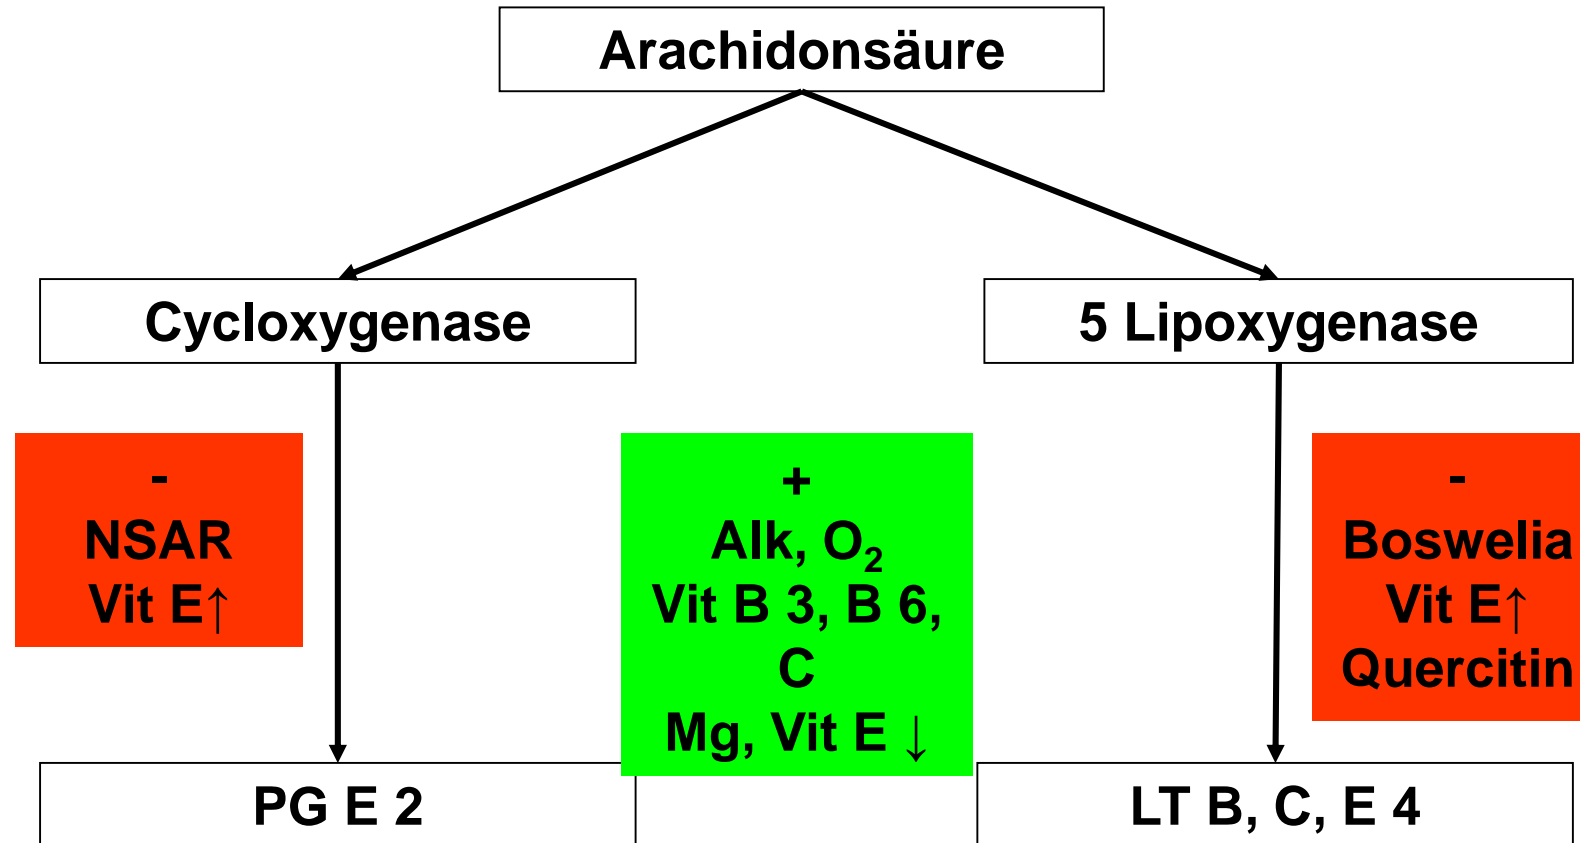 Arachidonsäure
Cycloxygenase
5 Lipoxygenase
-
NSAR
Vit E↑
+
Alk, O₂
Vit B 3, B 6,
C
Mg, Vit E ↓
-
Boswelia
Vit E↑
Quercitin
PG E 2
LT B, C, E 4